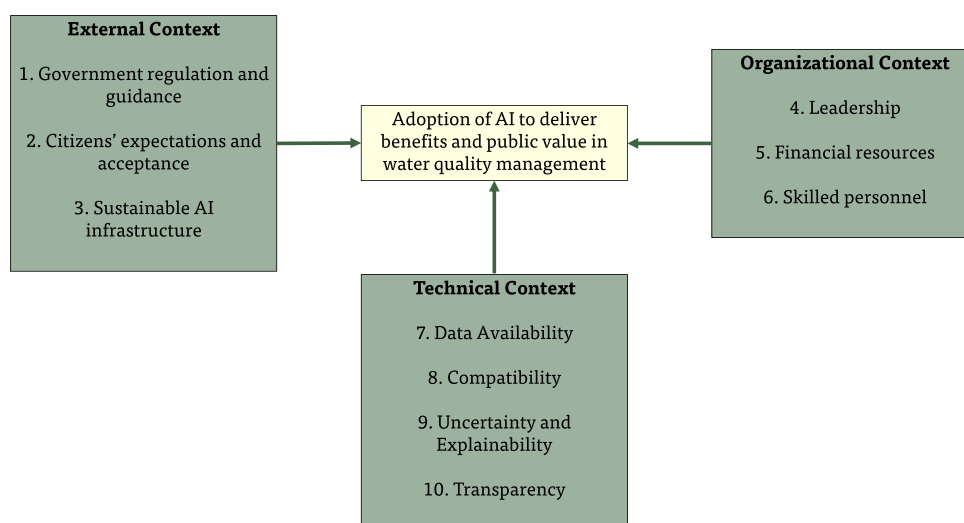 External Context
1. Government regulation and
guidance
2. Citizens’ expectations and
acceptance
3. Sustainable AI
infrastructure
Adoption of AI to deliver
benefits and public value in
water quality management
Organizational Context
4. Leadership
5. Financial resources
6. Skilled personnel
Technical Context
7. Data Availability
8. Compatibility
9. Uncertainty and
Explainability
10. Transparency